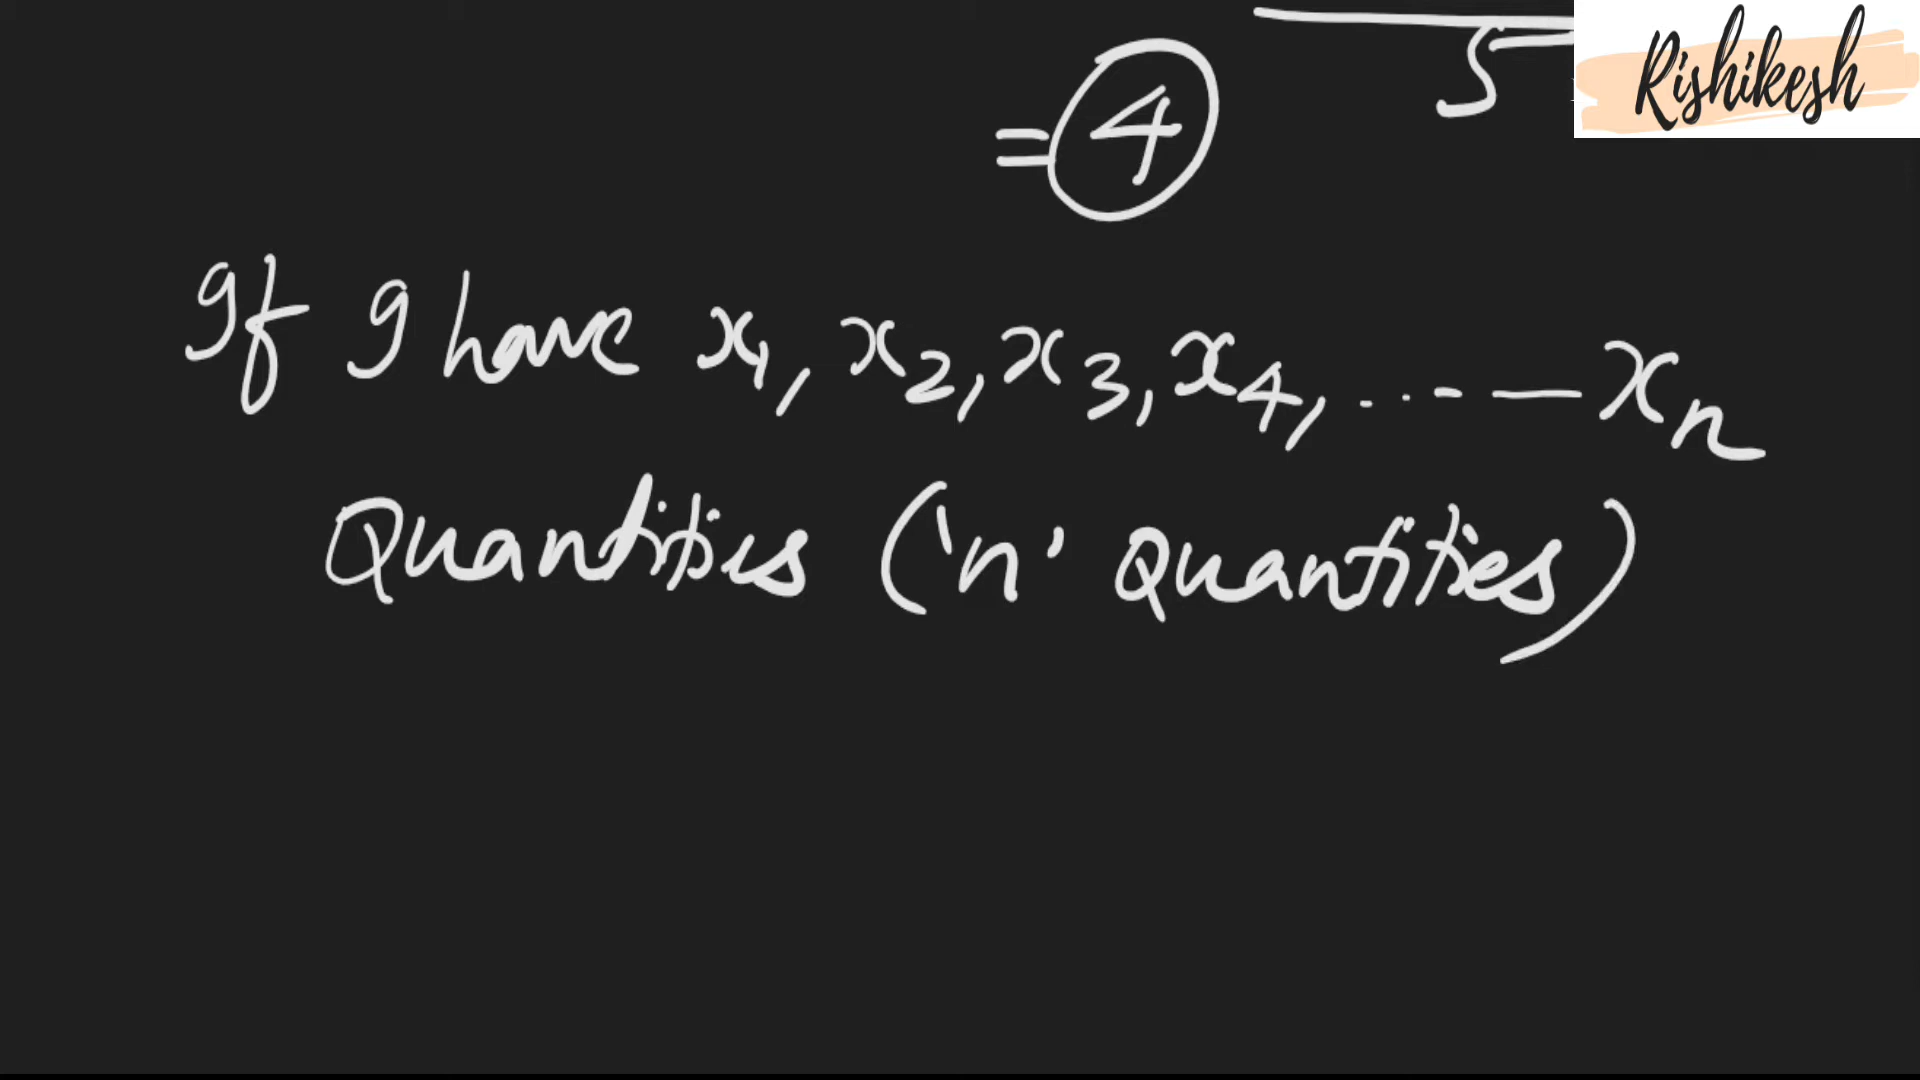 5
Rishikesh
= 4
If I have x₁, x₂, x₃, x₄, ....-— xₙ
Quantities ('n' Quantities)